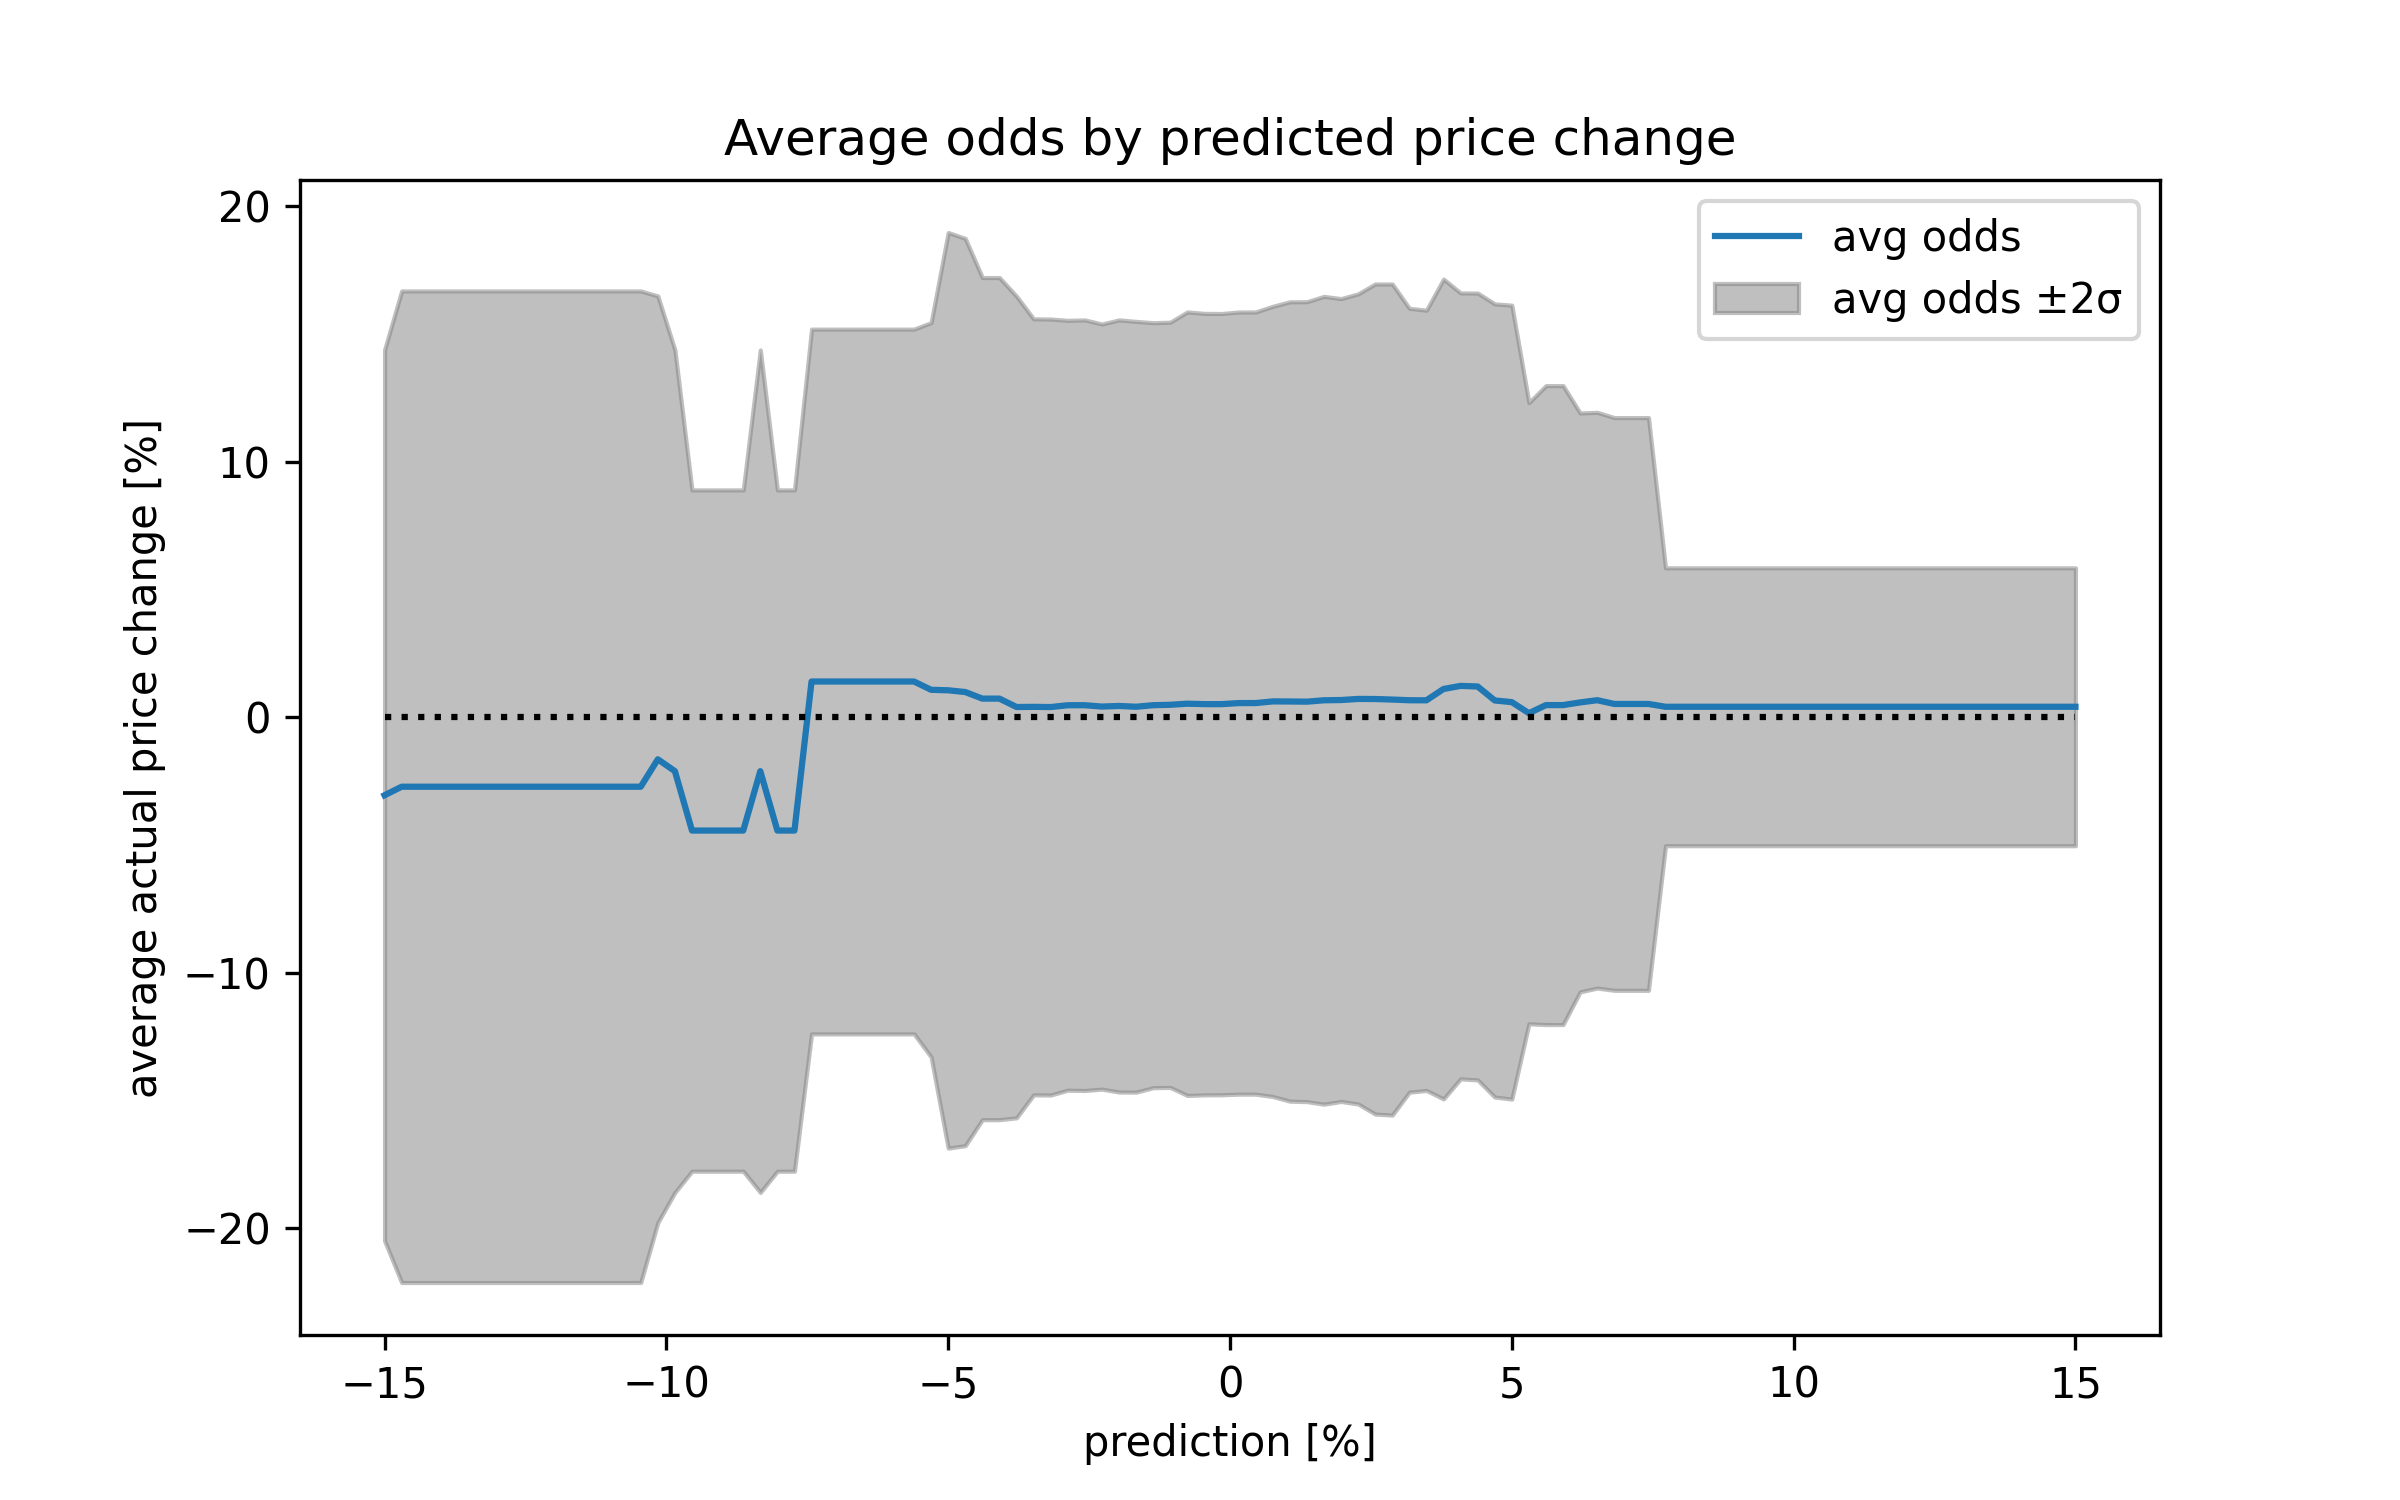 Average odds by predicted price change
avg odds
avg odds ±2σ
average actual price change [%]
20
10
0
−10
−20
−15
−10
−5
0
5
10
15
prediction [%]